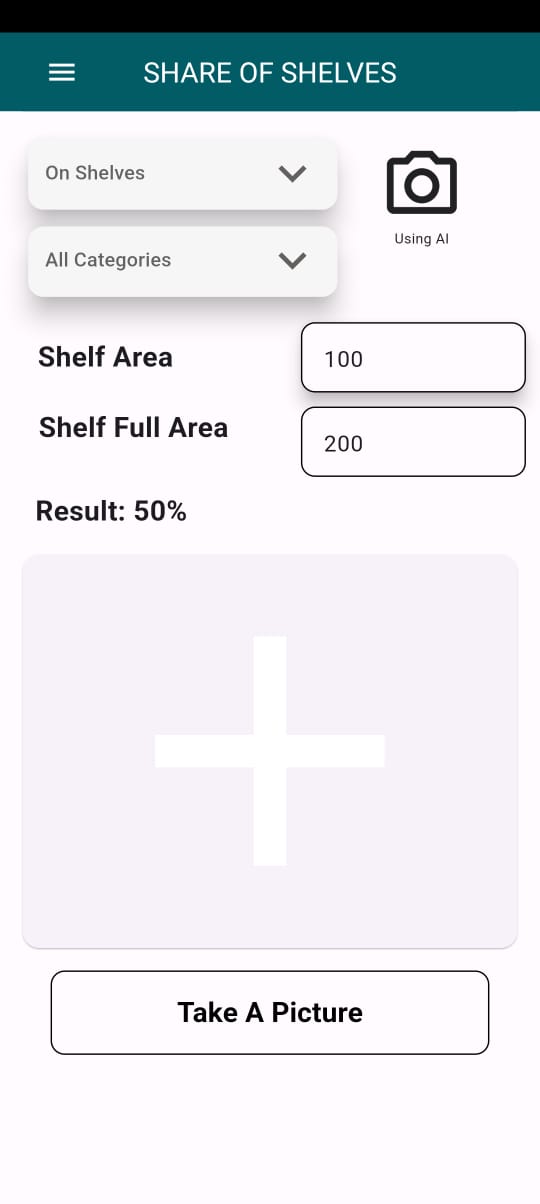 SHARE OF SHELVES
On Shelves
Using AI
All Categories
Shelf Area
100
Shelf Full Area
200
Result: 50%
Take A Picture